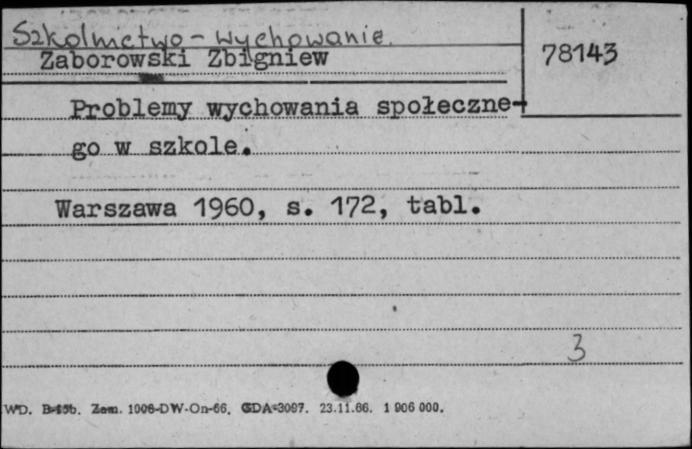 Szkolnictwo - Wychowanie.
Zaborowski Zbigniew
78143
Problemy wychowania społeczne-
go w szkole.
Warszawa 1960, s. 172, tabl.
3
WD. Zam. 1006-DW-On-66. GDA-3097. 23.11.66. 1 906 000.